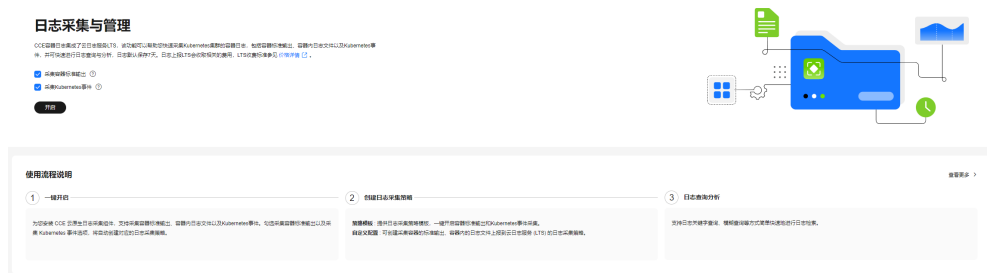 日志采集与管理
CCE容器日志集成了云日志服务LTS，该功能可以帮助您快速采集Kubernetes集群的容器日志，包括容器标准输出、容器内日志文件以及Kubernetes事
件，并可快速进行日志查询与分析，日志默认保存7天。日志上报LTS会收取相关的费用，LTS收费标准参见 价格详情 。
采集容器标准输出
采集Kubernetes事件
开启
使用流程说明
查看更多
1 一键开启
2 创建日志采集策略
3 日志查询分析
为您安装 CCE 云原生日志采集插件，支持采集容器标准输出、容器内日志文件以及Kubernetes事件。勾选采集容器标准输出以及采
集 Kubernetes 事件选项，将自动创建对应的日志采集策略。
策略模板：提供日志采集策略模板，一键开启容器标准输出和Kubernetes事件采集。
自定义配置：可创建采集容器的标准输出、容器内的日志文件上报到云日志服务 (LTS) 的日志采集策略。
支持日志关键字查询、模糊查询等方式简单快速地进行日志检索。